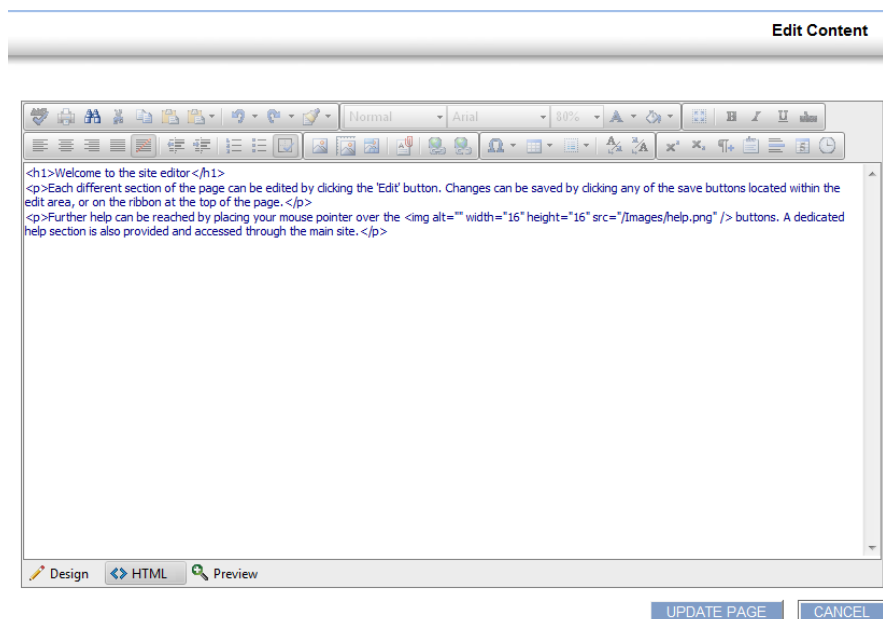 Edit Content
Normal Arial 80%
<h1>Welcome to the site editor</h1>
<p>Each different section of the page can be edited by clicking the 'Edit' button. Changes can be saved by clicking any of the save buttons located within the
edit area, or on the ribbon at the top of the page.</p>
<p>Further help can be reached by placing your mouse pointer over the <img alt="" width="16" height="16" src="/Images/help.png" /> buttons. A dedicated
help section is also provided and accessed through the main site.</p>
Design HTML Preview
UPDATE PAGE CANCEL